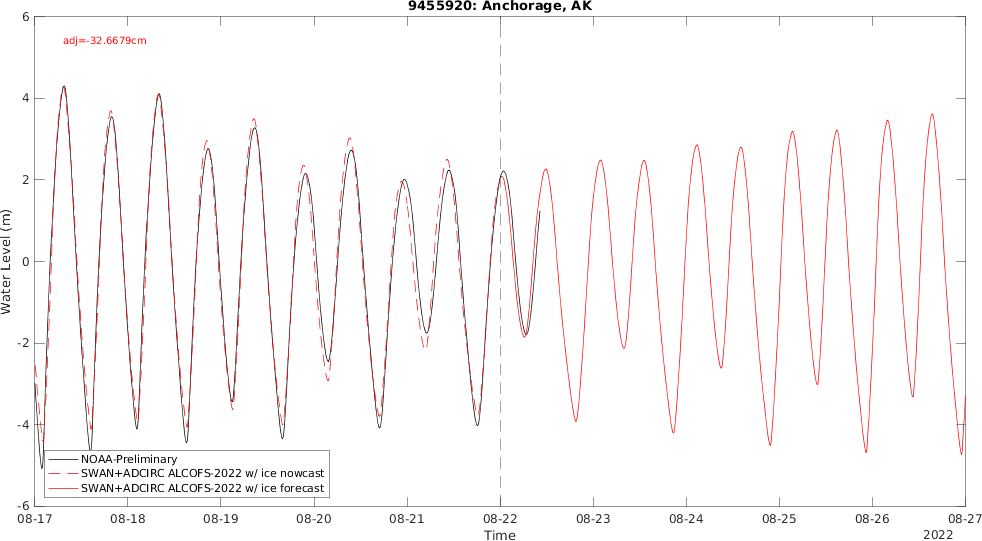 9455920: Anchorage, AK
adj=-32.6679cm
6
4
2
0
-2
-4
-6
Water Level (m)
NOAA-Preliminary
SWAN+ADCIRC ALCOFS-2022 w/ ice nowcast
SWAN+ADCIRC ALCOFS-2022 w/ ice forecast
08-17 08-18 08-19 08-20 08-21 08-22 08-23 08-24 08-25 08-26 08-27
Time
2022